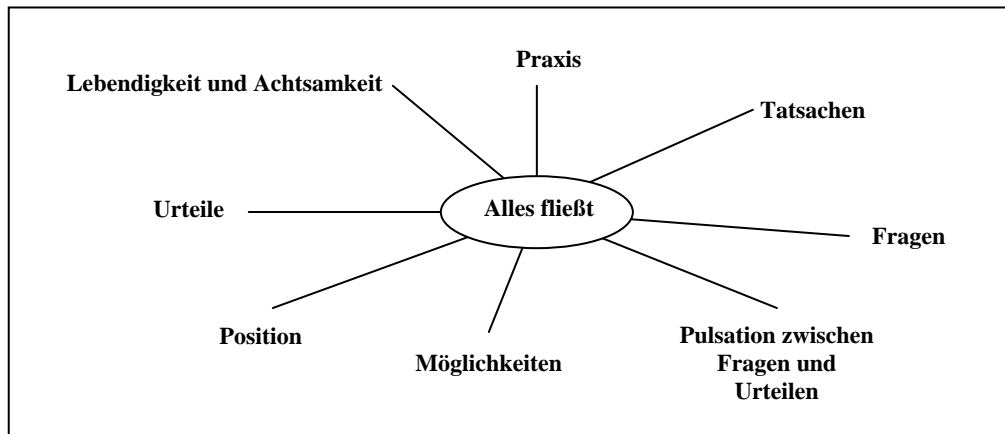 Praxis
Lebendigkeit und Achtsamkeit
Tatsachen
Urteile
Alles fließt
Fragen
Position
Möglichkeiten
Pulsation zwischen
Fragen und
Urteilen